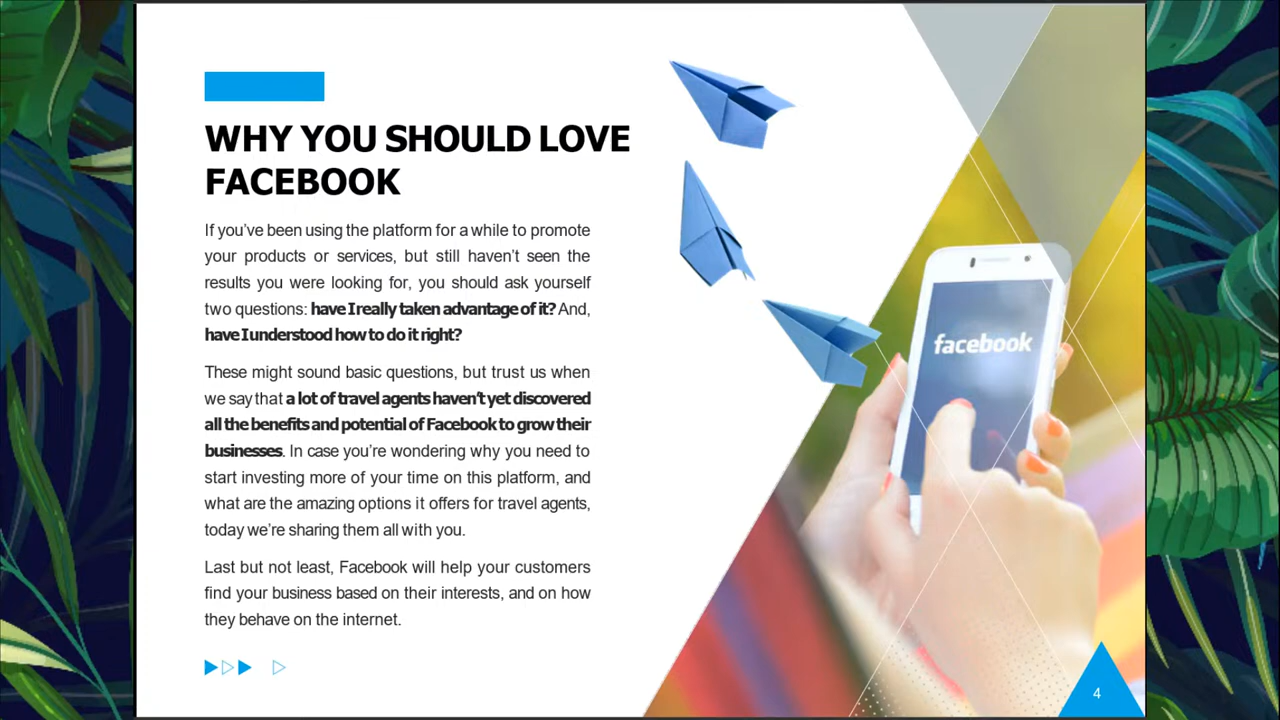 WHY YOU SHOULD LOVE
FACEBOOK
If you’ve been using the platform for a while to promote
your products or services, but still haven’t seen the
results you were looking for, you should ask yourself
two questions: have I really taken advantage of it? And,
have I understood how to do it right?
These might sound basic questions, but trust us when
we say that a lot of travel agents haven’t yet discovered
all the benefits and potential of Facebook to grow their
businesses. In case you’re wondering why you need to
start investing more of your time on this platform, and
what are the amazing options it offers for travel agents,
today we’re sharing them all with you.
Last but not least, Facebook will help your customers
find your business based on their interests, and on how
they behave on the internet.
facebook
4